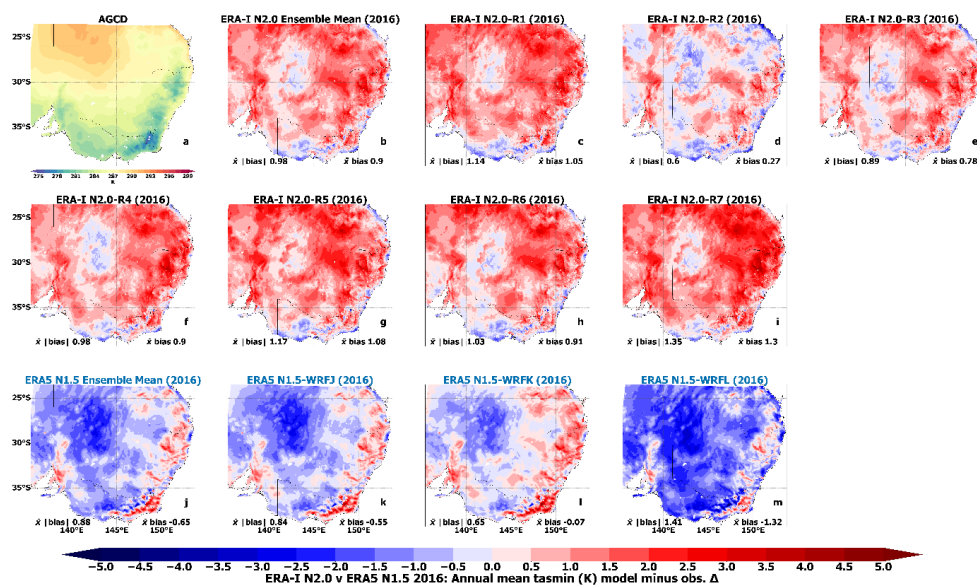 AGCD
ERA-I N2.0 Ensemble Mean (2016)
ERA-I N2.0-R1 (2016)
ERA-I N2.0-R2 (2016)
ERA-I N2.0-R3 (2016)
25°S
30°S
35°S
a
b
c
d
e
x̄ |bias| 0.98 x̄ bias 0.9
x̄ |bias| 1.14 x̄ bias 1.05
x̄ |bias| 0.6 x̄ bias 0.27
x̄ |bias| 0.89 x̄ bias 0.78
275 278 281 284 287 290 293 296 299
K
ERA-I N2.0-R4 (2016)
ERA-I N2.0-R5 (2016)
ERA-I N2.0-R6 (2016)
ERA-I N2.0-R7 (2016)
25°S
30°S
35°S
f
g
h
i
x̄ |bias| 0.98 x̄ bias 0.9
x̄ |bias| 1.17 x̄ bias 1.08
x̄ |bias| 1.03 x̄ bias 0.91
x̄ |bias| 1.35 x̄ bias 1.3
ERA5 N1.5 Ensemble Mean (2016)
ERA5 N1.5-WRFJ (2016)
ERA5 N1.5-WRFK (2016)
ERA5 N1.5-WRFL (2016)
25°S
30°S
35°S
j
k
l
m
x̄ |bias| 0.88 x̄ bias -0.65
x̄ |bias| 0.84 x̄ bias -0.55
x̄ |bias| 0.65 x̄ bias -0.07
x̄ |bias| 1.41 x̄ bias -1.32
140°E 145°E 150°E
140°E 145°E 150°E
140°E 145°E 150°E
140°E 145°E 150°E
−5.0 −4.5 −4.0 −3.5 −3.0 −2.5 −2.0 −1.5 −1.0 −0.5 0.0 0.5 1.0 1.5 2.0 2.5 3.0 3.5 4.0 4.5 5.0
ERA-I N2.0 v ERA5 N1.5 2016: Annual mean tasmin (K) model minus obs. Δ